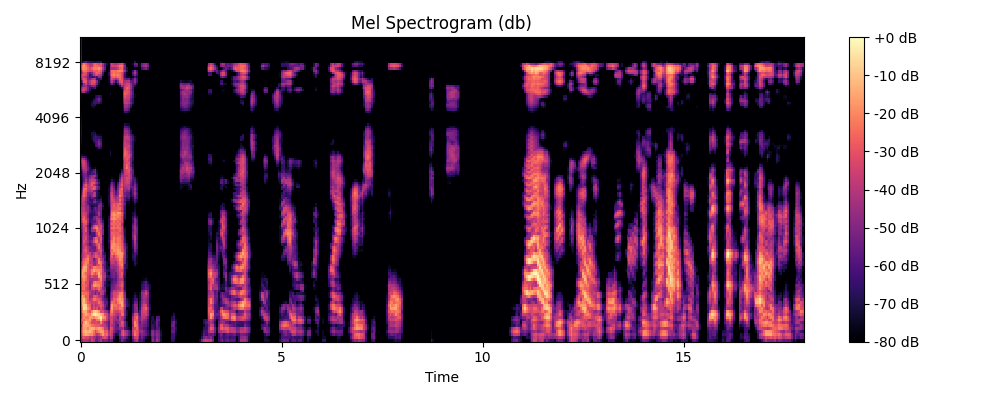 Mel Spectrogram (db)
Hz
8192
4096
2048
1024
512
0
0
5
10
15
Time
+0 dB
-10 dB
-20 dB
-30 dB
-40 dB
-50 dB
-60 dB
-70 dB
-80 dB